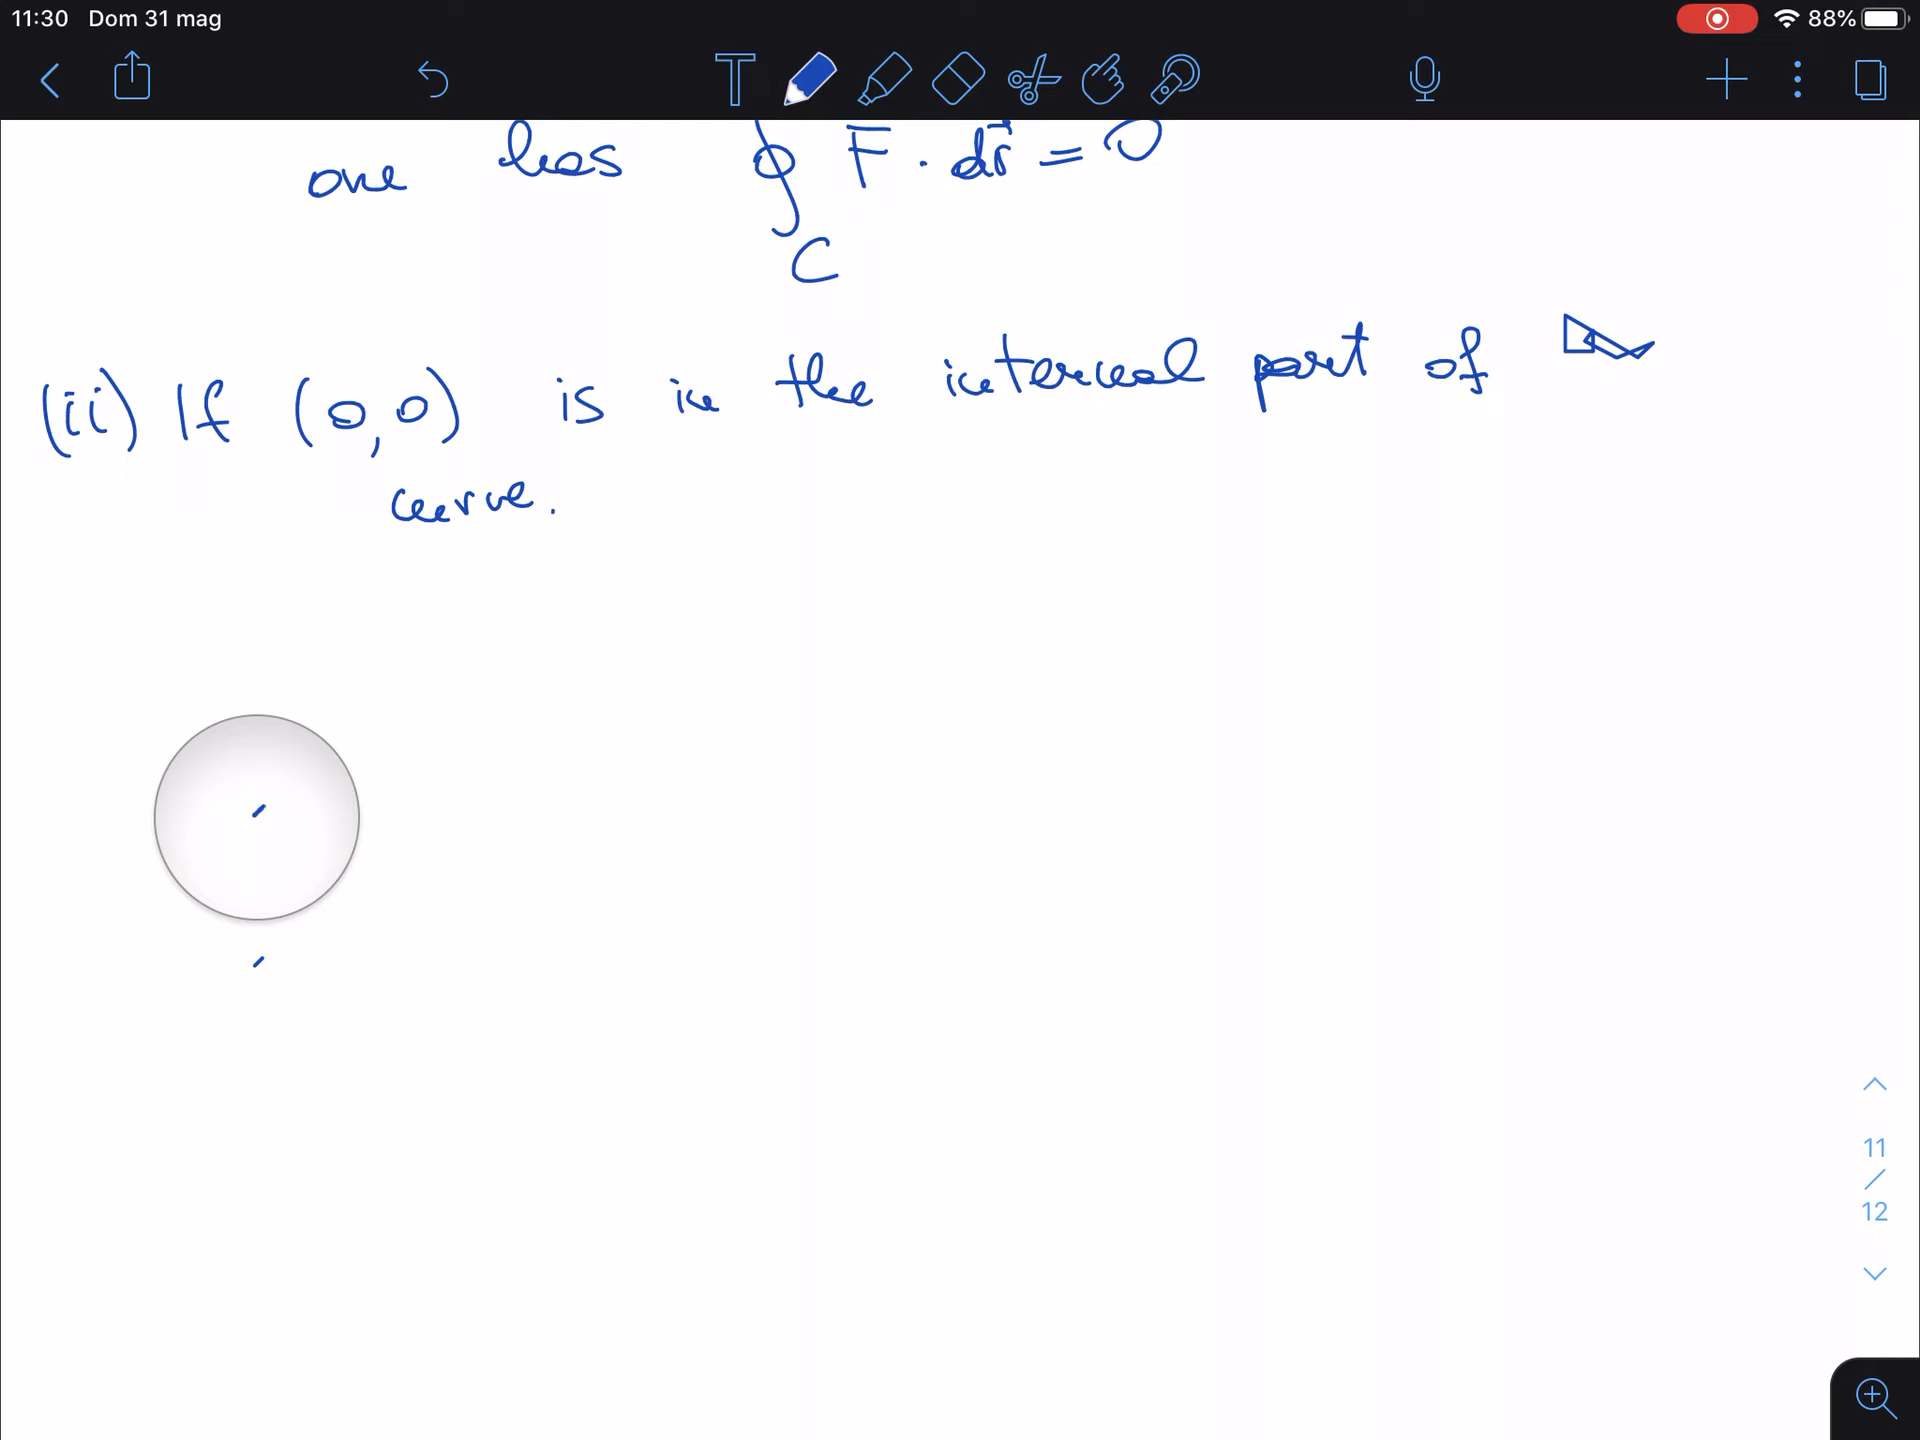 11:30 Dom 31 mag 88%
one has ∮ F · dr⃗ = 0
C
(ii) If (0,0) is in the internal part of
curve.
11
/
12